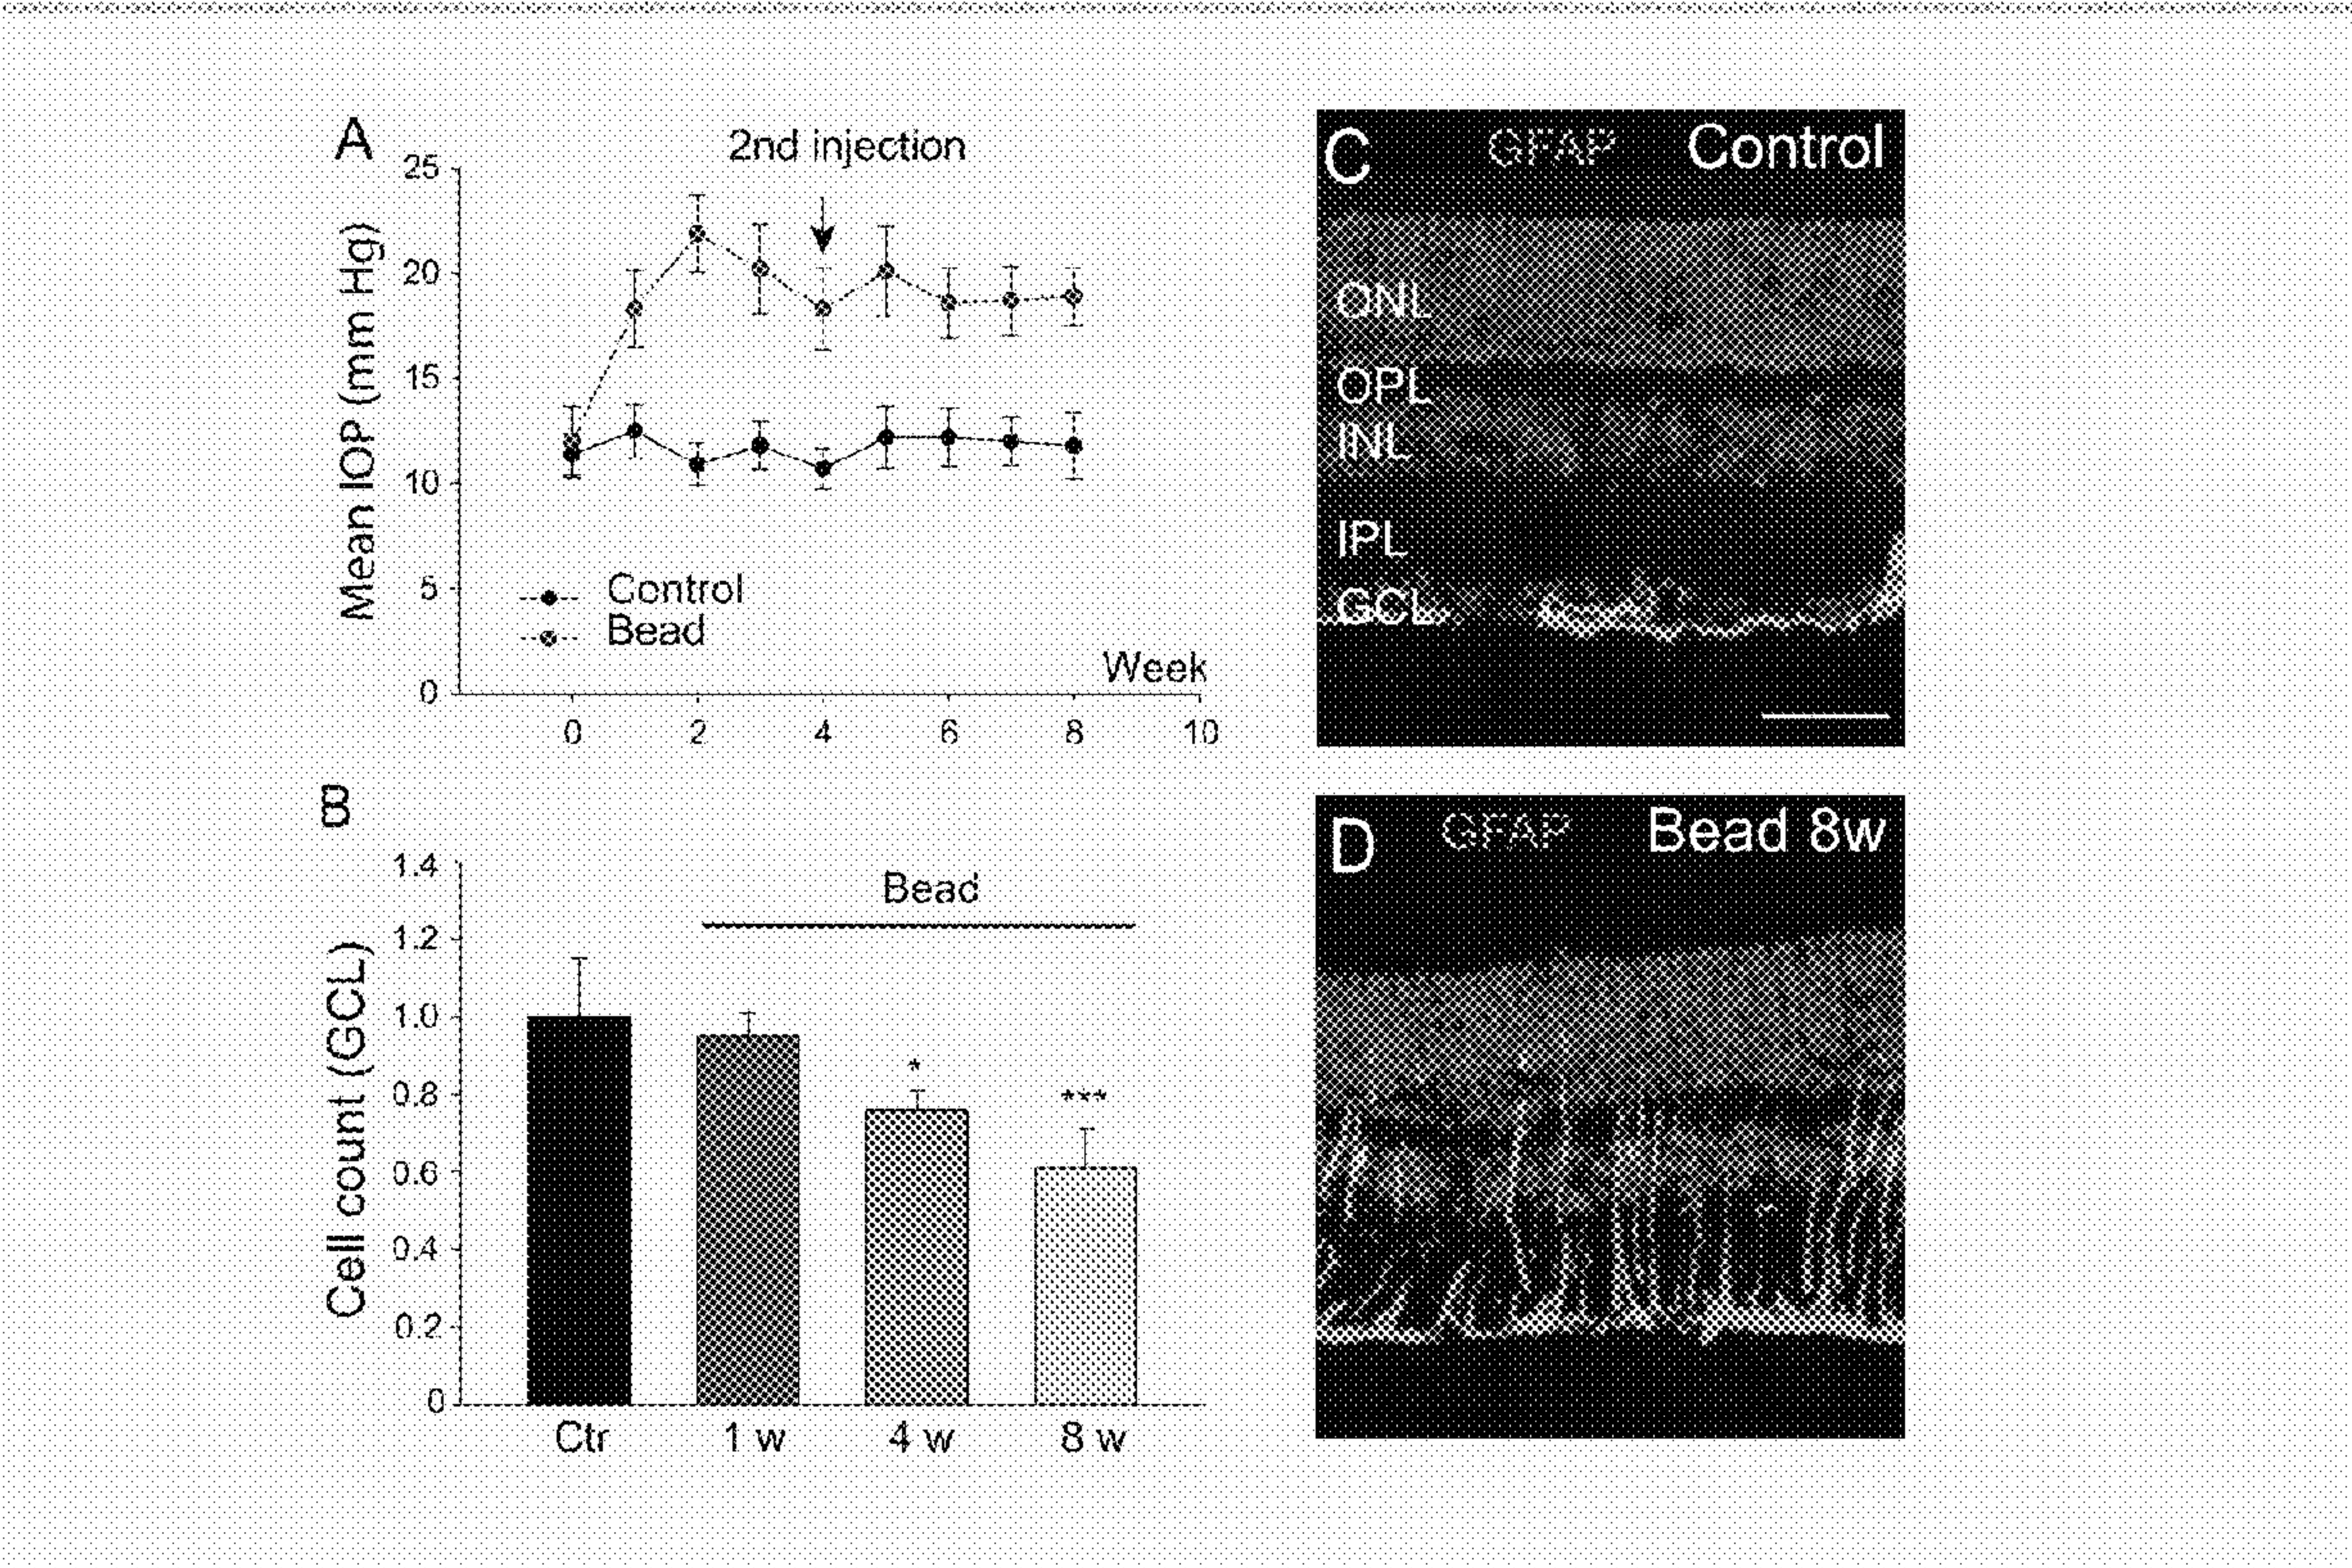 A
2nd injection
25
20
15
10
5
0
Mean IOP (mm Hg)
Control
Bead
Week
0 2 4 6 8 10
B
1.4
1.2
1.0
0.8
0.6
0.4
0.2
0
Cell count (GCL)
Bead
*
***
Ctr 1 w 4 w 8 w
C GFAP Control
ONL
OPL
INL
IPL
GCL
D GFAP Bead 8w